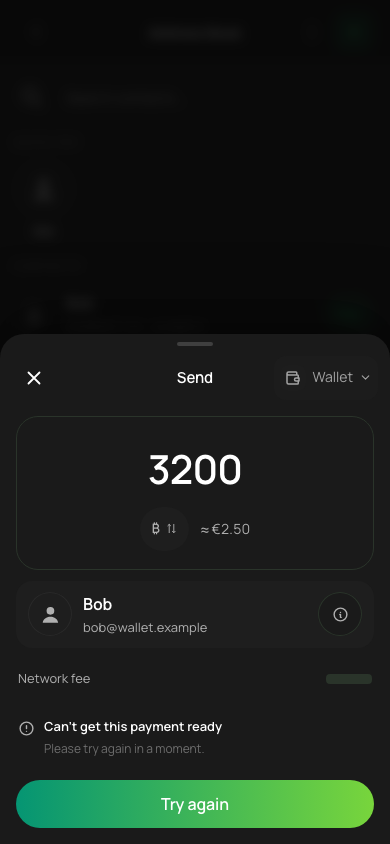 Send
Wallet
3200
₿ ≈ €2.50
Bob
bob@wallet.example
Network fee
Can't get this payment ready
Please try again in a moment.
Try again